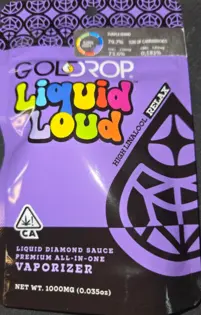 GOLDROP
Liquid
Loud
HIGH LINALOOL RELAX
CA
LIQUID DIAMOND SAUCE
PREMIUM ALL-IN-ONE
VAPORIZER
NET WT. 1000MG (0.035oz)